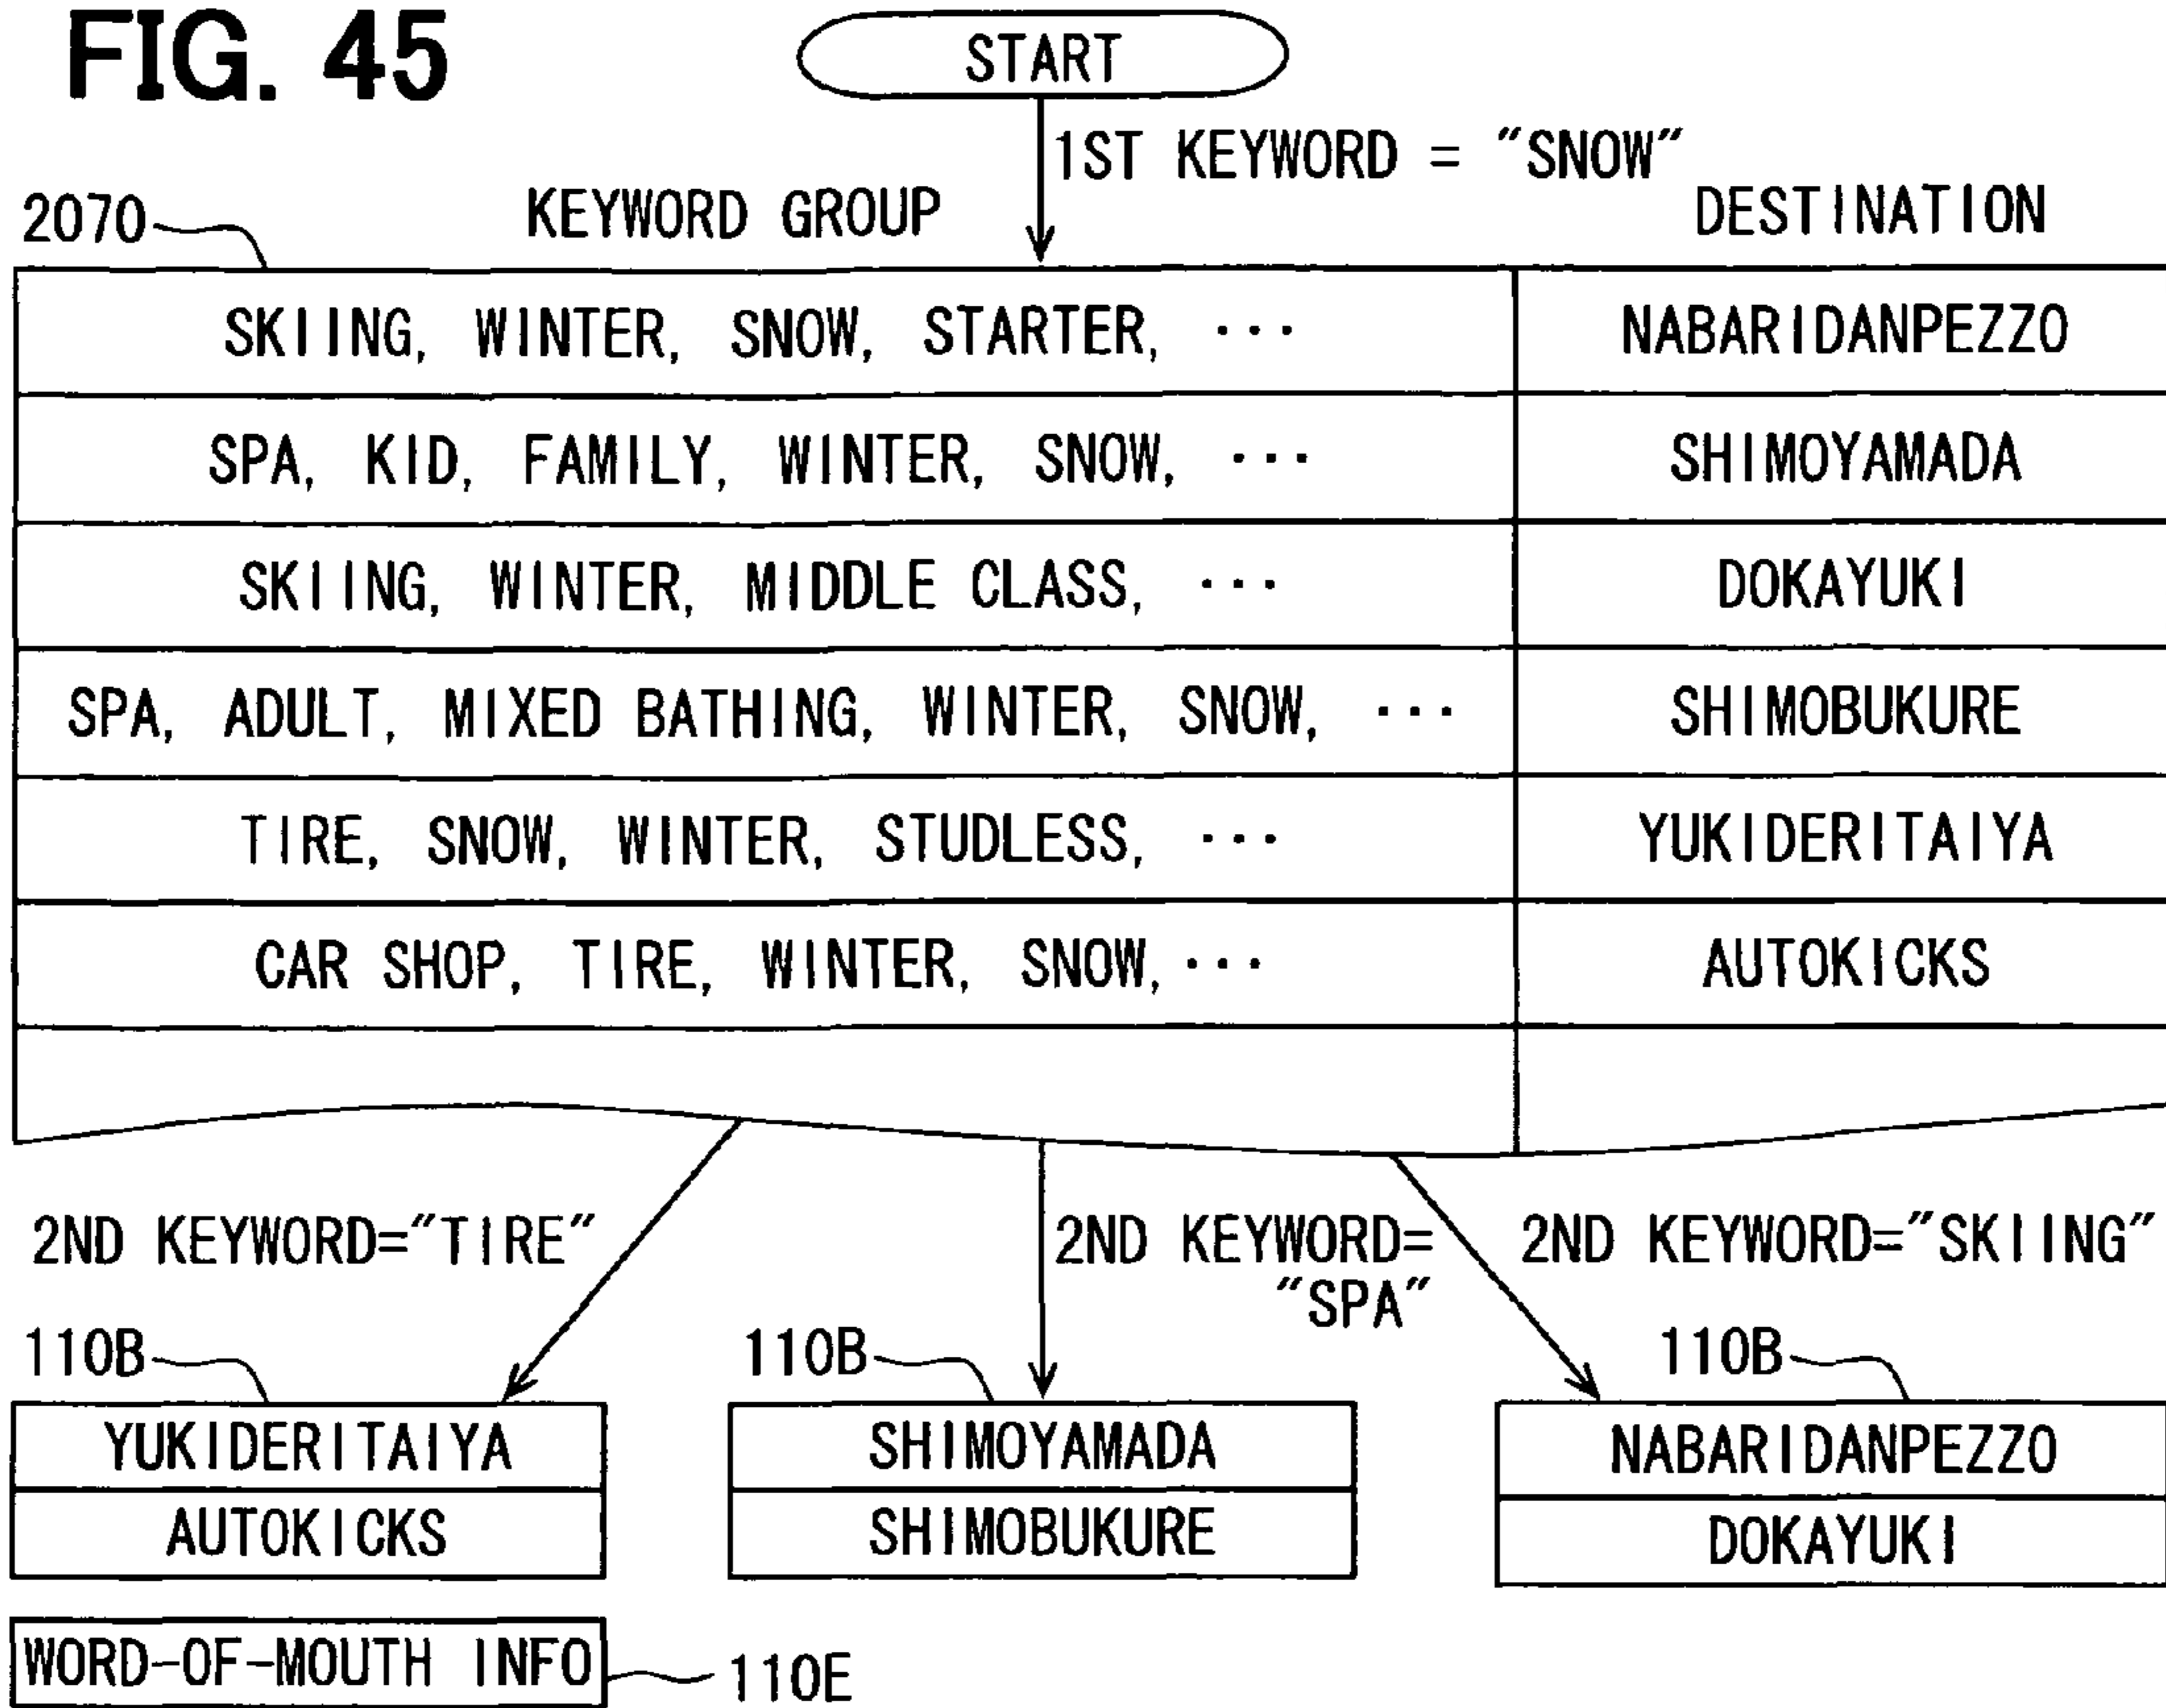 FIG. 45
START
1ST KEYWORD = "SNOW"
2070
KEYWORD GROUP
DESTINATION
SKIING, WINTER, SNOW, STARTER, ··· NABARIDANPEZZO
SPA, KID, FAMILY, WINTER, SNOW, ··· SHIMOYAMADA
SKIING, WINTER, MIDDLE CLASS, ··· DOKAYUKI
SPA, ADULT, MIXED BATHING, WINTER, SNOW, ··· SHIMOBUKURE
TIRE, SNOW, WINTER, STUDLESS, ··· YUKIDERITAIYA
CAR SHOP, TIRE, WINTER, SNOW, ··· AUTOKICKS
2ND KEYWORD="TIRE"
2ND KEYWORD=
"SPA"
2ND KEYWORD="SKIING"
110B
110B
110B
YUKIDERITAIYA
AUTOKICKS
SHIMOYAMADA
SHIMOBUKURE
NABARIDANPEZZO
DOKAYUKI
WORD-OF-MOUTH INFO
110E